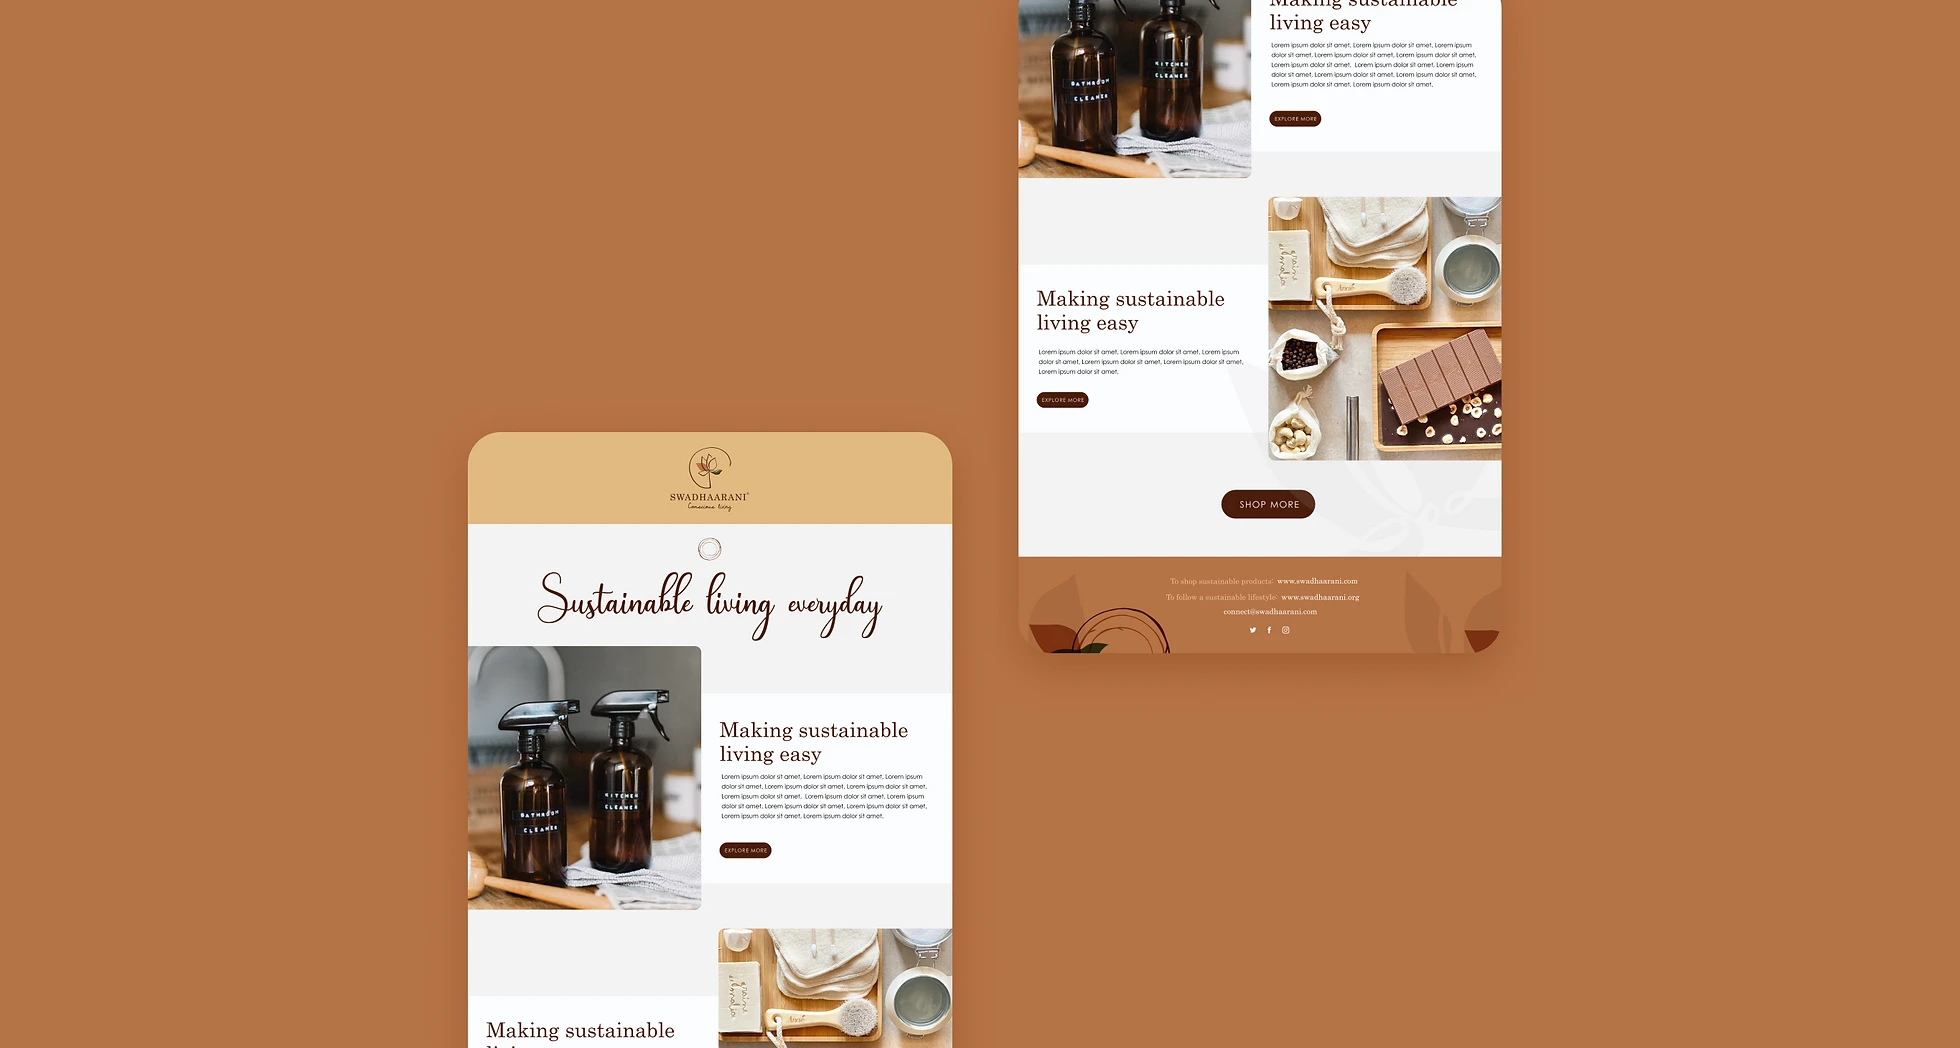 SWADHAARANI
Conscious living
Sustainable living everyday
BATHROOM
CLEANER
KITCHEN
CLEANER
Making sustainable
living easy
Lorem ipsum dolor sit amet, Lorem ipsum dolor sit amet, Lorem ipsum
dolor sit amet, Lorem ipsum dolor sit amet, Lorem ipsum dolor sit amet,
Lorem ipsum dolor sit amet,  Lorem ipsum dolor sit amet, Lorem ipsum
dolor sit amet, Lorem ipsum dolor sit amet, Lorem ipsum dolor sit amet,
Lorem ipsum dolor sit amet, Lorem ipsum dolor sit amet.
EXPLORE MORE
Annie
Making sustainable
Making sustainable
living easy
Lorem ipsum dolor sit amet, Lorem ipsum dolor sit amet, Lorem ipsum
dolor sit amet, Lorem ipsum dolor sit amet, Lorem ipsum dolor sit amet,
Lorem ipsum dolor sit amet,  Lorem ipsum dolor sit amet, Lorem ipsum
dolor sit amet, Lorem ipsum dolor sit amet, Lorem ipsum dolor sit amet,
Lorem ipsum dolor sit amet, Lorem ipsum dolor sit amet.
EXPLORE MORE
BATHROOM
CLEANER
KITCHEN
CLEANER
Making sustainable
living easy
Lorem ipsum dolor sit amet, Lorem ipsum dolor sit amet, Lorem ipsum
dolor sit amet, Lorem ipsum dolor sit amet, Lorem ipsum dolor sit amet,
Lorem ipsum dolor sit amet,
EXPLORE MORE
Annie
SHOP MORE
To shop sustainable products: www.swadhaarani.com
To follow a sustainable lifestyle: www.swadhaarani.org
connect@swadhaarani.com